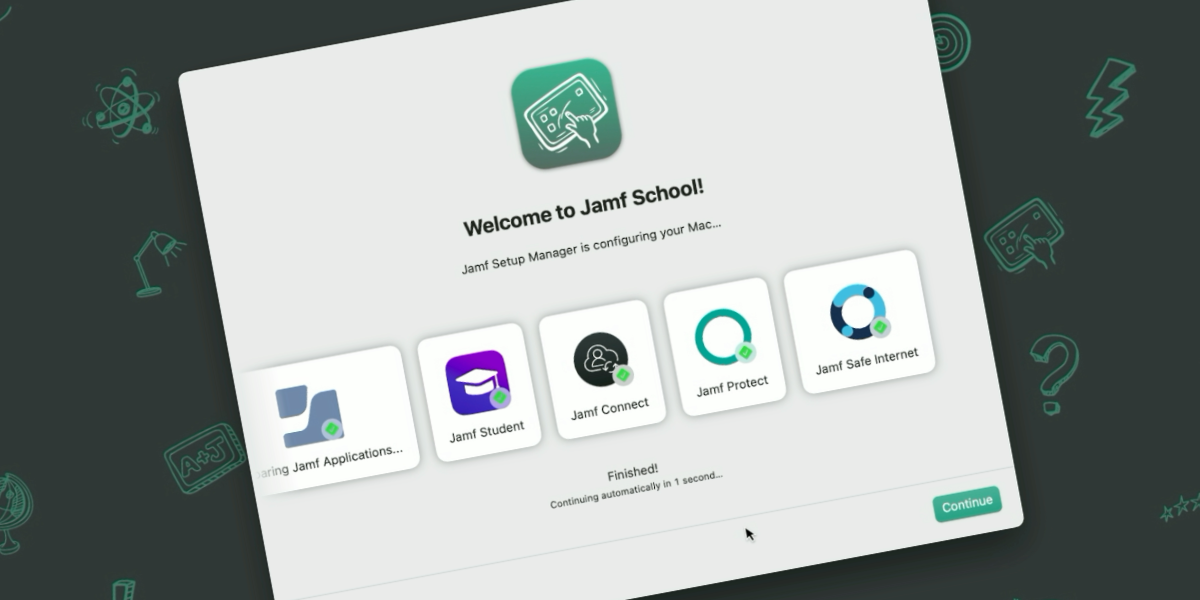 Welcome to Jamf School!
Jamf Setup Manager is configuring your Mac...
aring Jamf Applications...
Jamf Student
Jamf Connect
Jamf Protect
Jamf Safe Internet
Finished!
Continuing automatically in 1 second...
Continue
A+J